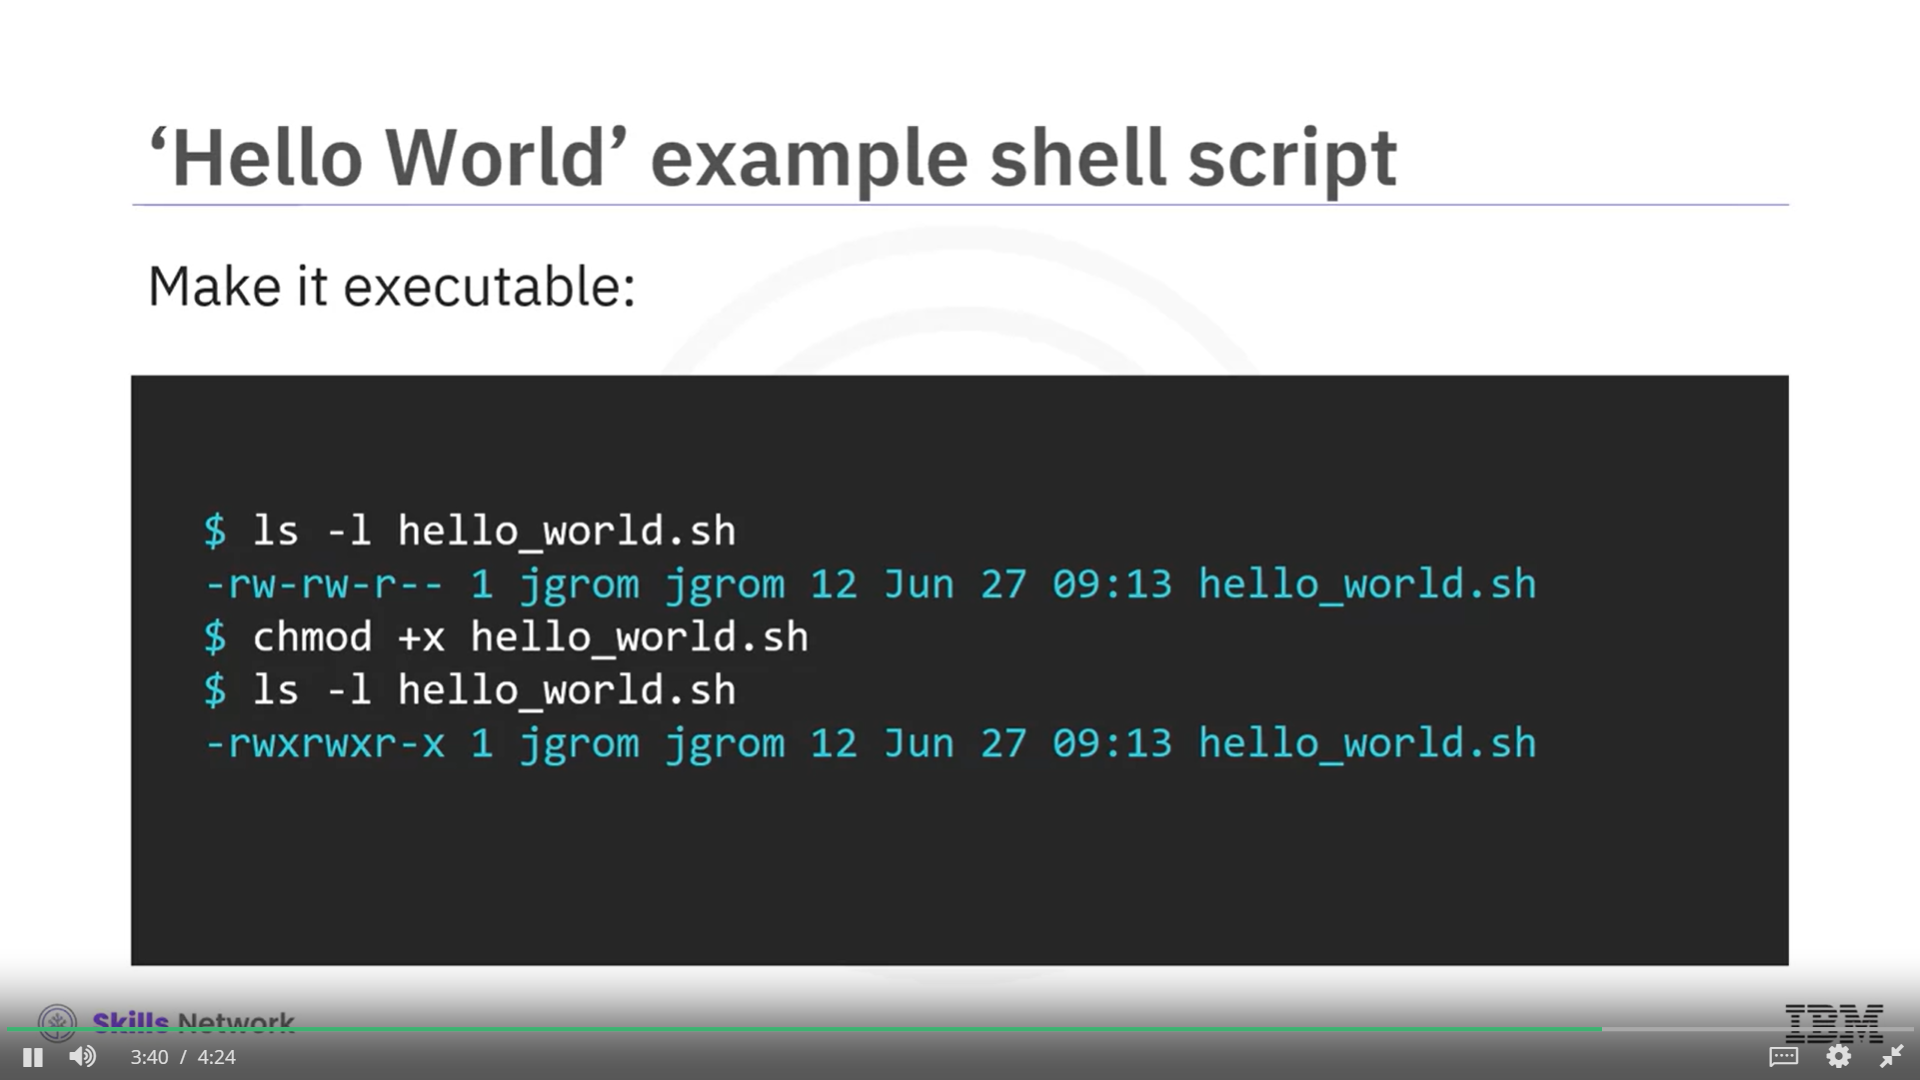 ‘Hello World’ example shell script
Make it executable:
$ ls -l hello_world.sh
-rw-rw-r-- 1 jgrom jgrom 12 Jun 27 09:13 hello_world.sh
$ chmod +x hello_world.sh
$ ls -l hello_world.sh
-rwxrwxr-x 1 jgrom jgrom 12 Jun 27 09:13 hello_world.sh
Skills Network
IBM
3:40 / 4:24